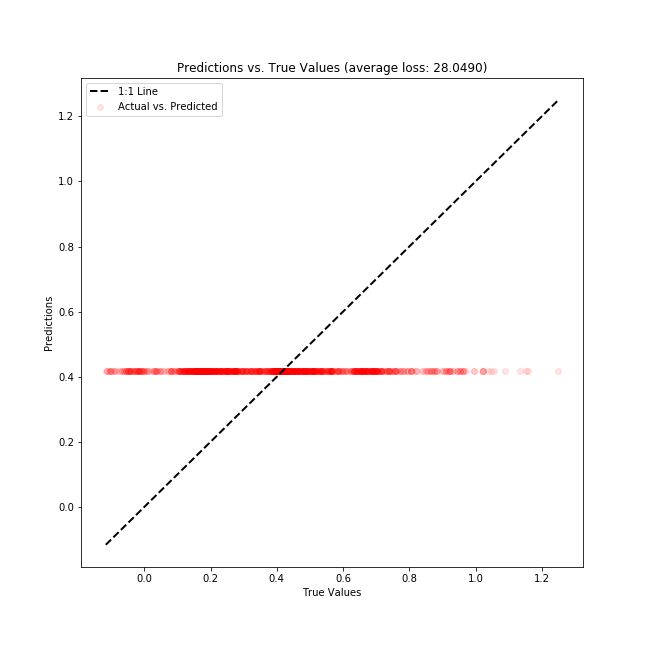 Predictions vs. True Values (average loss: 28.0490)
1:1 Line
Actual vs. Predicted
1.2
1.0
0.8
0.6
0.4
0.2
0.0
Predictions
0.0 0.2 0.4 0.6 0.8 1.0 1.2
True Values